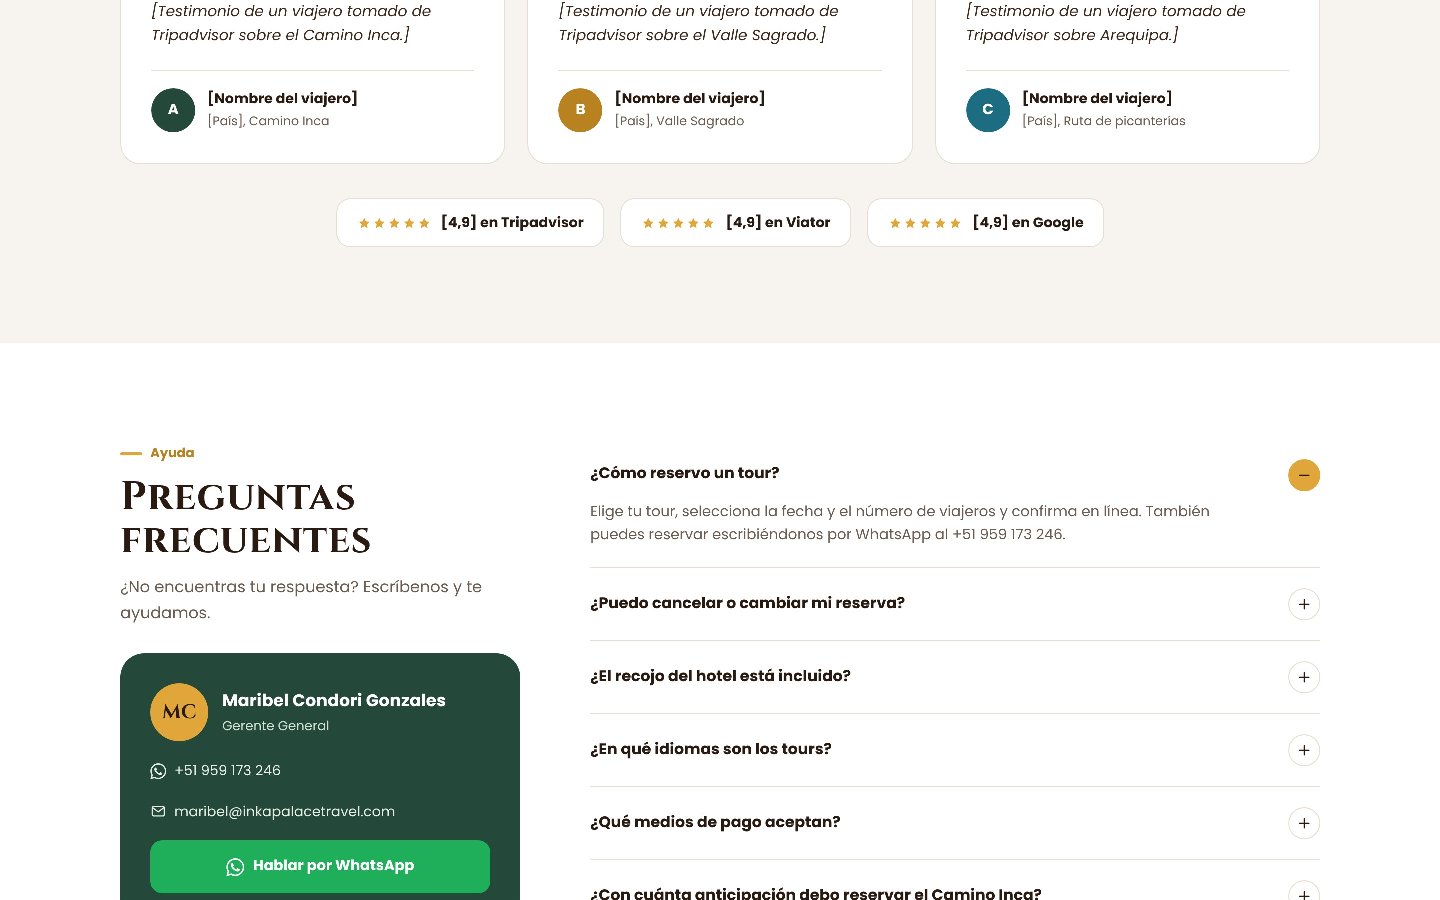 [Testimonio de un viajero tomado de
Tripadvisor sobre el Camino Inca.]
A
[Nombre del viajero]
[País], Camino Inca
[Testimonio de un viajero tomado de
Tripadvisor sobre el Valle Sagrado.]
B
[Nombre del viajero]
[País], Valle Sagrado
[Testimonio de un viajero tomado de
Tripadvisor sobre Arequipa.]
C
[Nombre del viajero]
[País], Ruta de picanterías
[4,9] en Tripadvisor
[4,9] en Viator
[4,9] en Google
Ayuda
Preguntas
frecuentes
¿No encuentras tu respuesta? Escríbenos y te
ayudamos.
MC
Maribel Condori Gonzales
Gerente General
+51 959 173 246
maribel@inkapalacetravel.com
Hablar por WhatsApp
¿Cómo reservo un tour?
Elige tu tour, selecciona la fecha y el número de viajeros y confirma en línea. También
puedes reservar escribiéndonos por WhatsApp al +51 959 173 246.
¿Puedo cancelar o cambiar mi reserva?
¿El recojo del hotel está incluido?
¿En qué idiomas son los tours?
¿Qué medios de pago aceptan?
¿Con cuánta anticipación debo reservar el Camino Inca?